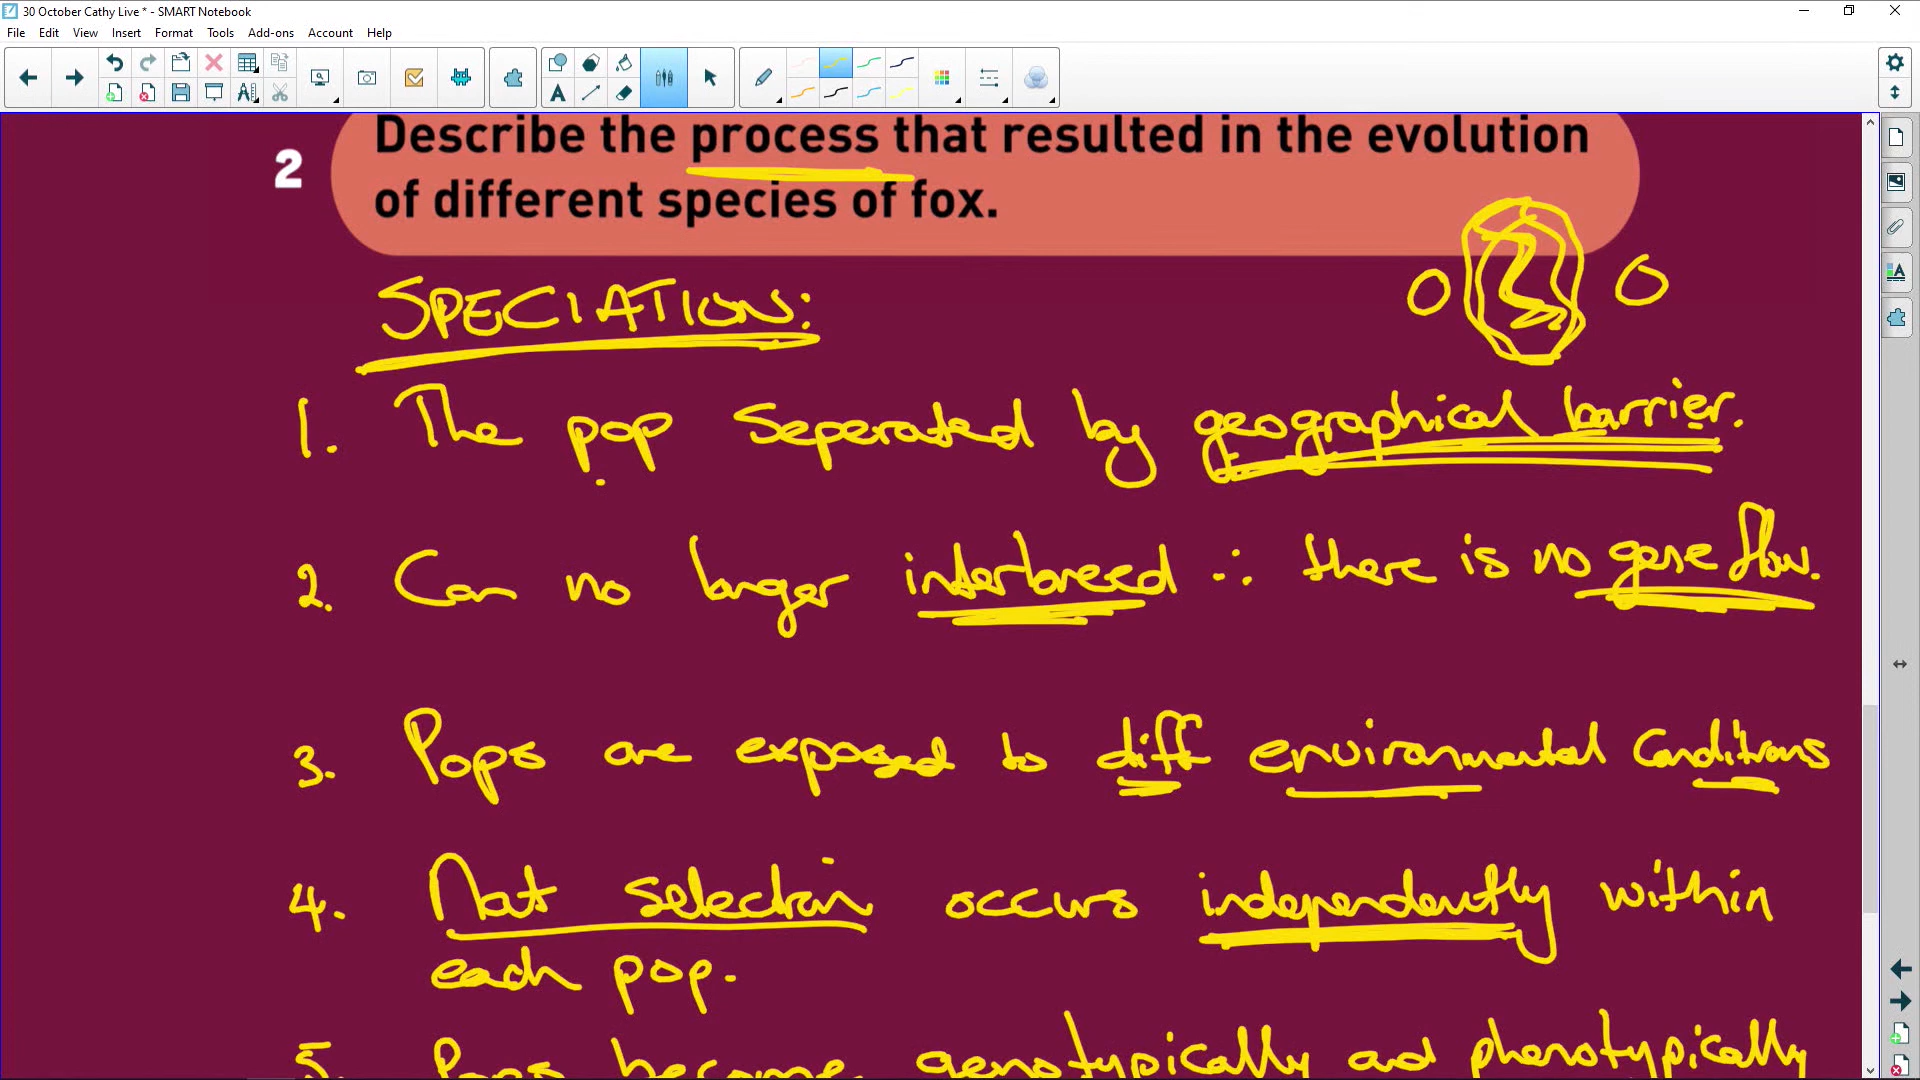 30 October Cathy Live * - SMART Notebook
File Edit View Insert Format Tools Add-ons Account Help
2
Describe the process that resulted in the evolution
of different species of fox.
SPECIATION:
1. The pop seperated by geographical barrier.
2. Can no longer interbreed ∴ there is no gene flow.
3. Pops are exposed to diff environmental conditions
4. Nat selection occurs independently within
each pop.
5. Pops become genotypically and phenotypically